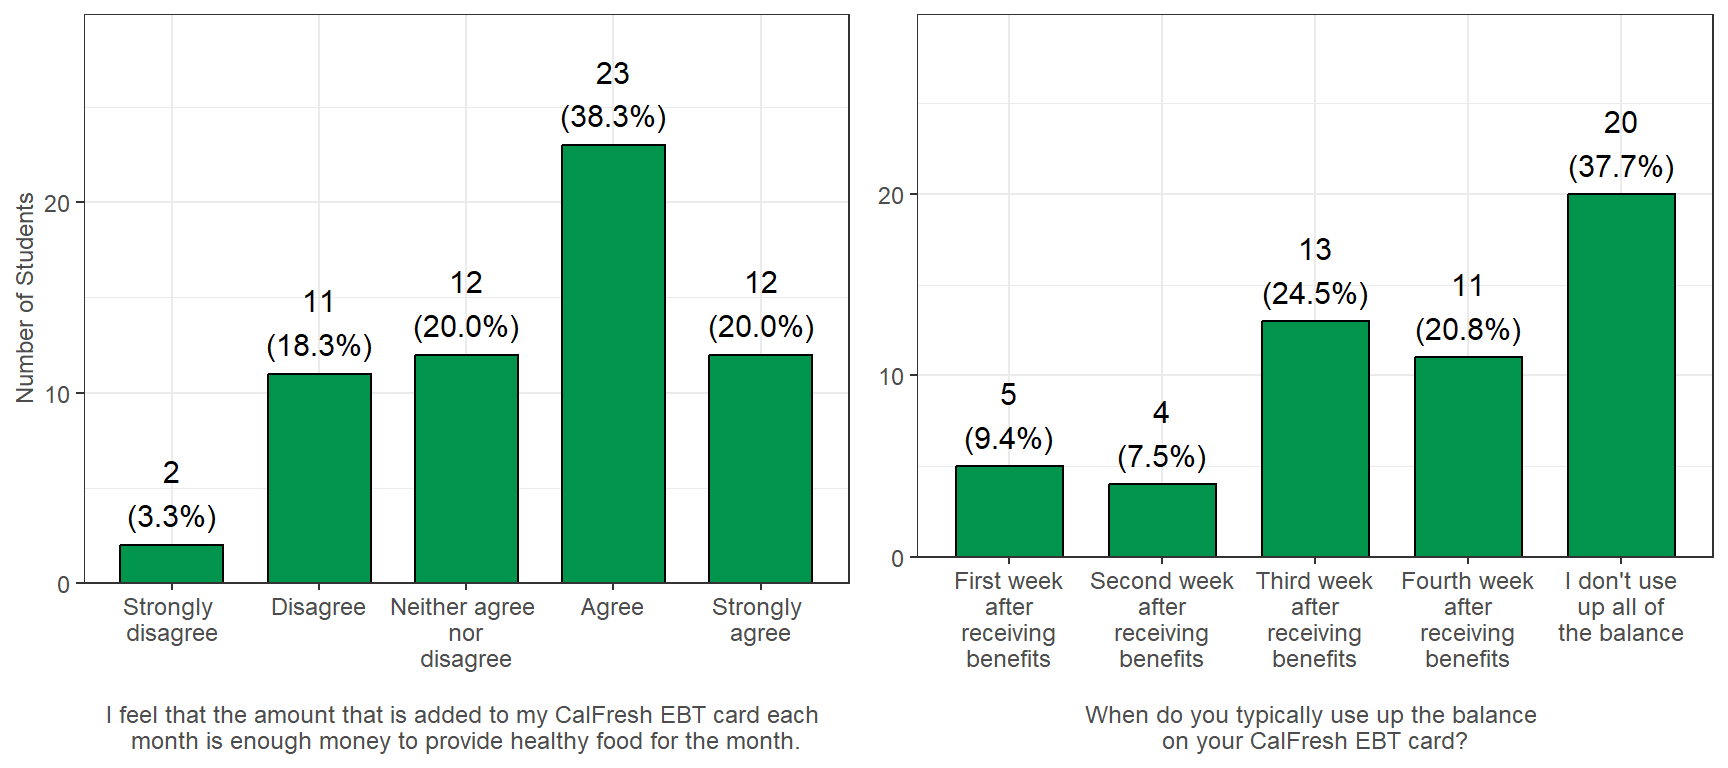 Number of Students
20
10
0
2
(3.3%)
11
(18.3%)
12
(20.0%)
23
(38.3%)
12
(20.0%)
Strongly
disagree
Disagree
Neither agree
nor
disagree
Agree
Strongly
agree
I feel that the amount that is added to my CalFresh EBT card each
month is enough money to provide healthy food for the month.
20
10
0
5
(9.4%)
4
(7.5%)
13
(24.5%)
11
(20.8%)
20
(37.7%)
First week
after
receiving
benefits
Second week
after
receiving
benefits
Third week
after
receiving
benefits
Fourth week
after
receiving
benefits
I don't use
up all of
the balance
When do you typically use up the balance
on your CalFresh EBT card?